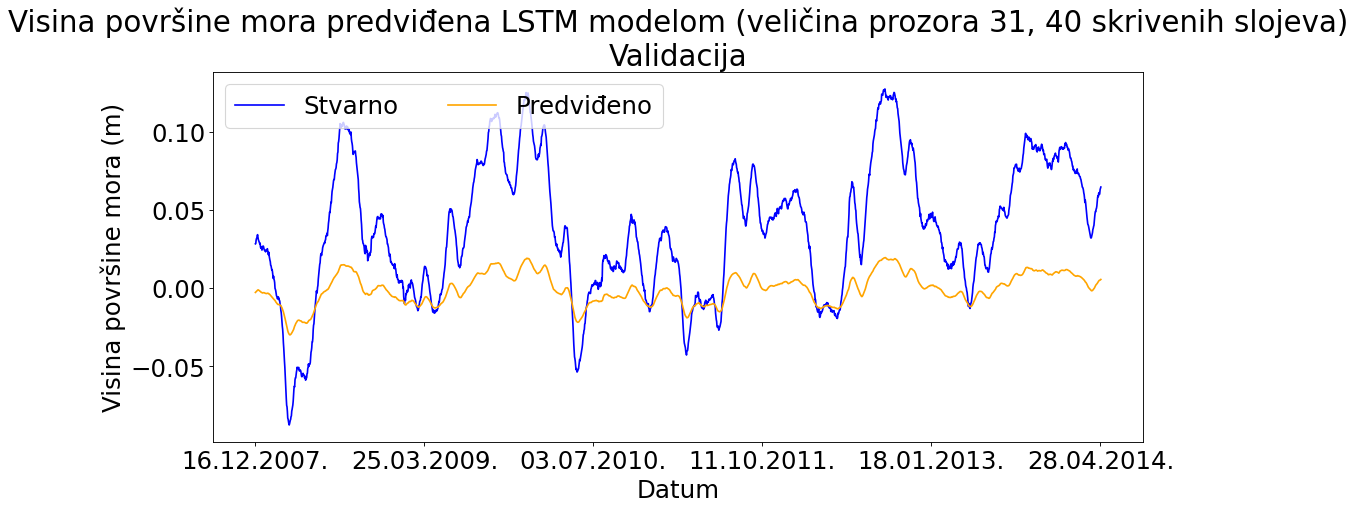 Visina površine mora predviđena LSTM modelom (veličina prozora 31, 40 skrivenih slojeva)
Validacija
Stvarno Predviđeno
Visina površine mora (m)
0.10
0.05
0.00
−0.05
16.12.2007. 25.03.2009. 03.07.2010. 11.10.2011. 18.01.2013. 28.04.2014.
Datum